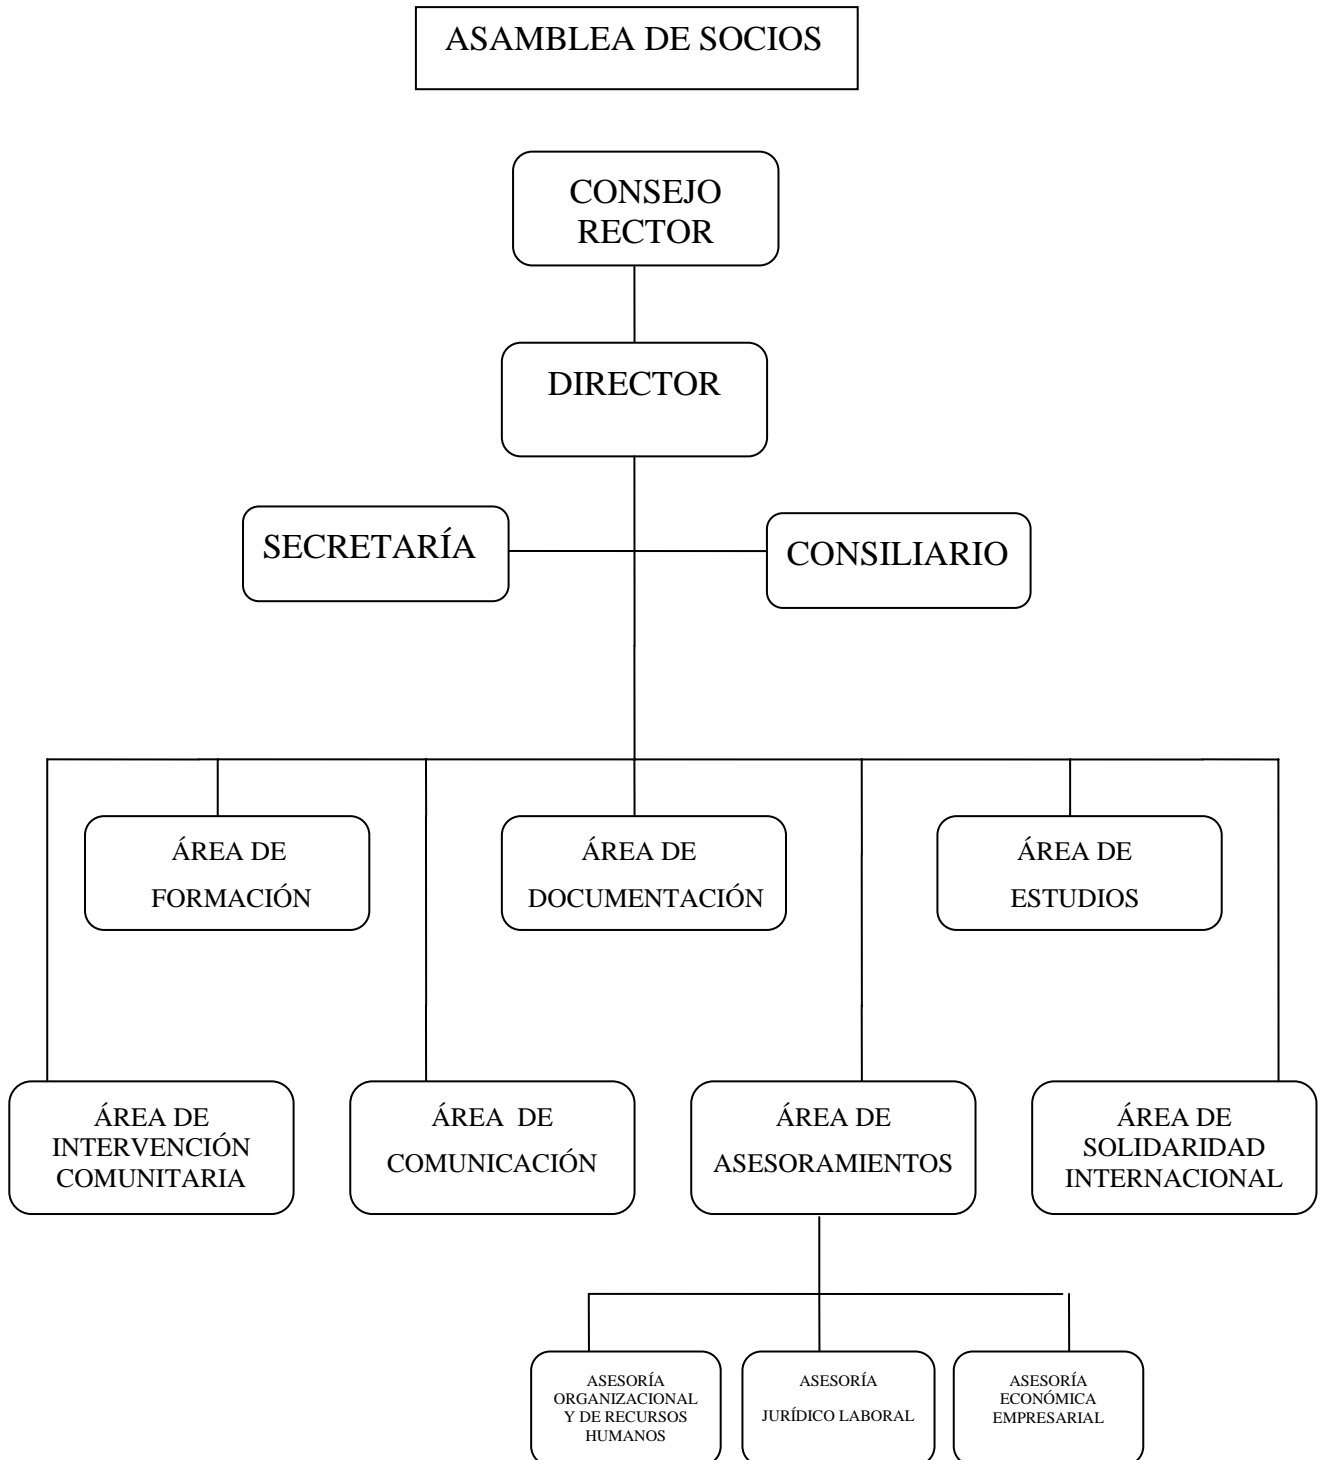 ASAMBLEA DE SOCIOS
CONSEJO
RECTOR
DIRECTOR
SECRETARÍA
CONSILIARIO
ÁREA DE
FORMACIÓN
ÁREA DE
DOCUMENTACIÓN
ÁREA DE
ESTUDIOS
ÁREA DE
INTERVENCIÓN
COMUNITARIA
ÁREA DE
COMUNICACIÓN
ÁREA DE
ASESORAMIENTOS
ÁREA DE
SOLIDARIDAD
INTERNACIONAL
ASESORÍA
ORGANIZACIONAL
Y DE RECURSOS
HUMANOS
ASESORÍA
JURÍDICO LABORAL
ASESORÍA
ECONÓMICA
EMPRESARIAL